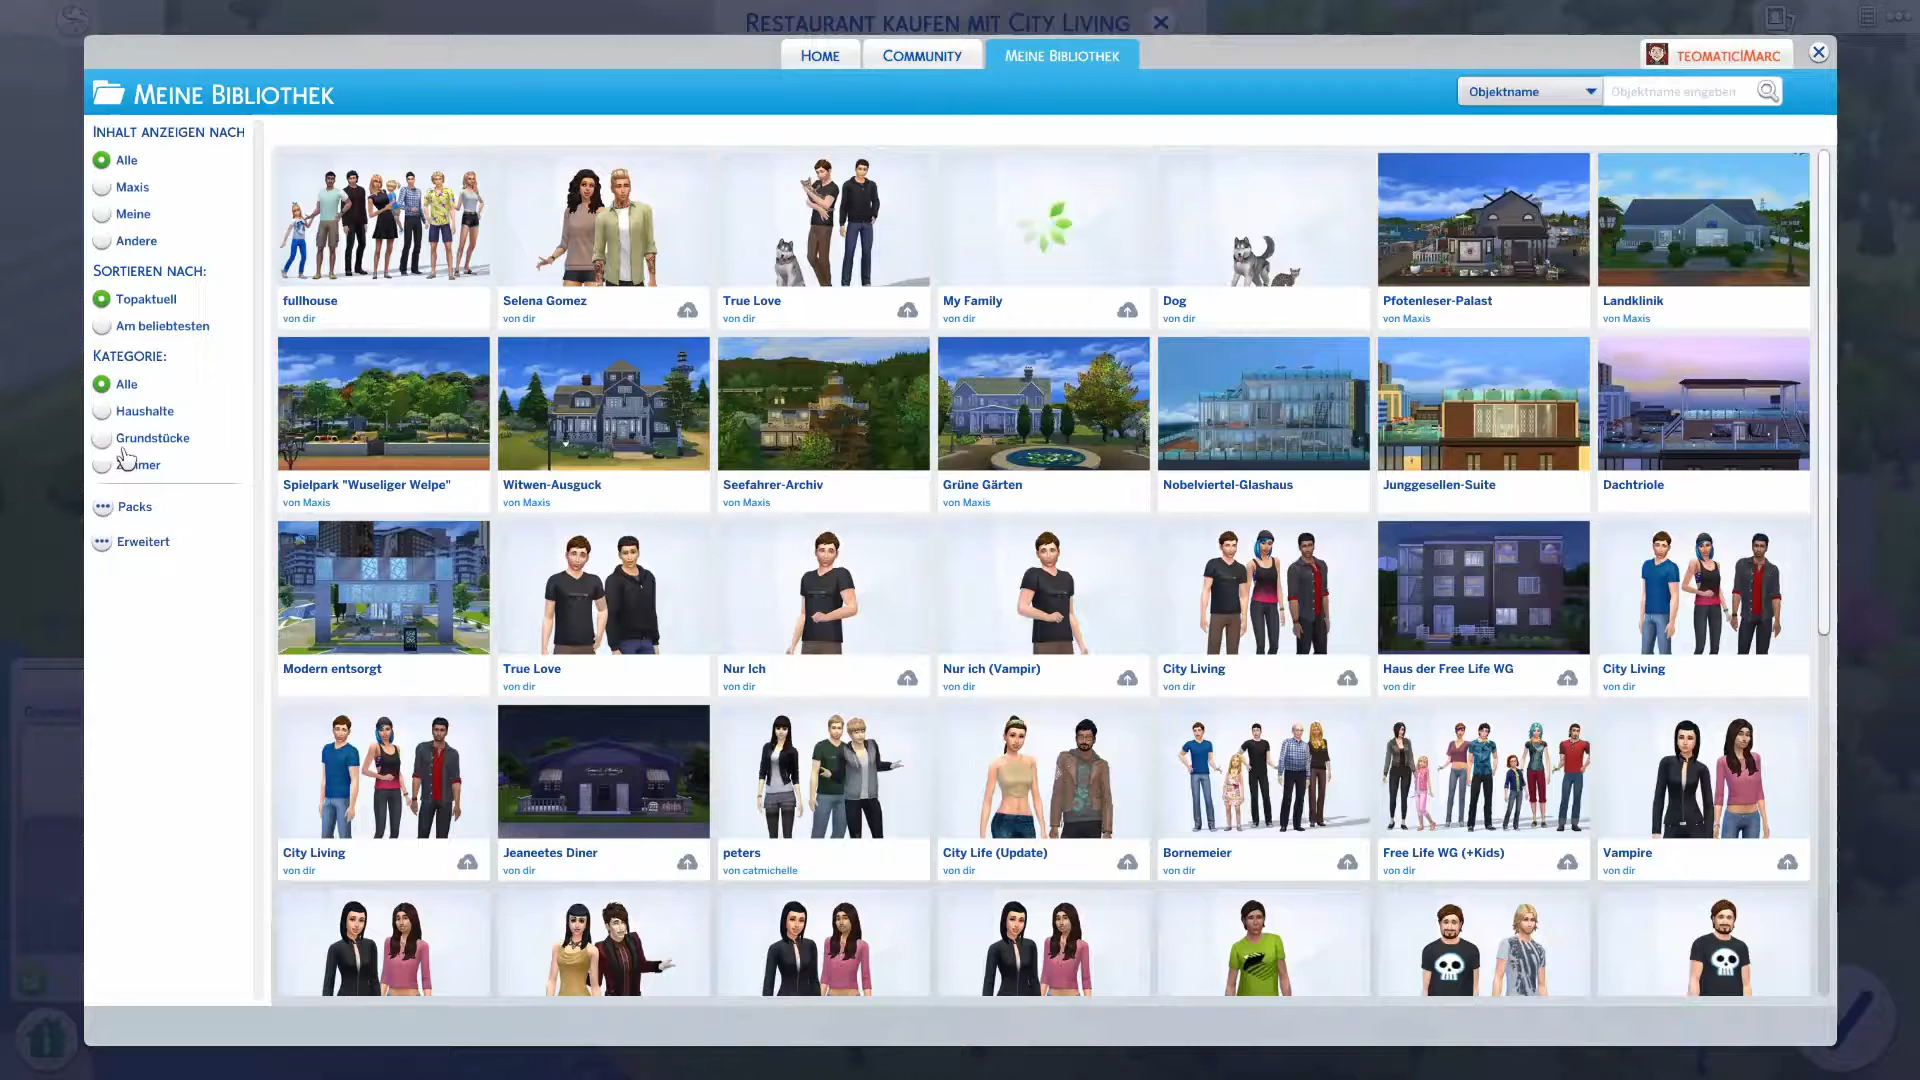 RESTAURANT KAUFEN MIT CITY LIVING
HOME
COMMUNITY
MEINE BIBLIOTHEK
TEOMATICIMARC
MEINE BIBLIOTHEK
Objektname
Objektname eingeben
INHALT ANZEIGEN NACH
Alle
Maxis
Meine
Andere
SORTIEREN NACH:
Topaktuell
Am beliebtesten
KATEGORIE:
Alle
Haushalte
Grundstücke
Packs
Erweitert
fullhouse
von dir
Selena Gomez
von dir
True Love
von dir
My Family
von dir
Dog
von dir
Pfotenleser-Palast
von Maxis
Landklinik
von Maxis
Spielpark "Wuseliger Welpe"
von Maxis
Witwen-Ausguck
von Maxis
Seefahrer-Archiv
von Maxis
Grüne Gärten
von Maxis
Nobelviertel-Glashaus
Junggesellen-Suite
Dachtriole
Modern entsorgt
True Love
von dir
Nur Ich
von dir
Nur ich (Vampir)
von dir
City Living
von dir
Haus der Free Life WG
von dir
City Living
von dir
City Living
von dir
Jeaneetes Diner
von dir
peters
von catmichelle
City Life (Update)
von dir
Bornemeier
von dir
Free Life WG (+Kids)
von dir
Vampire
von dir